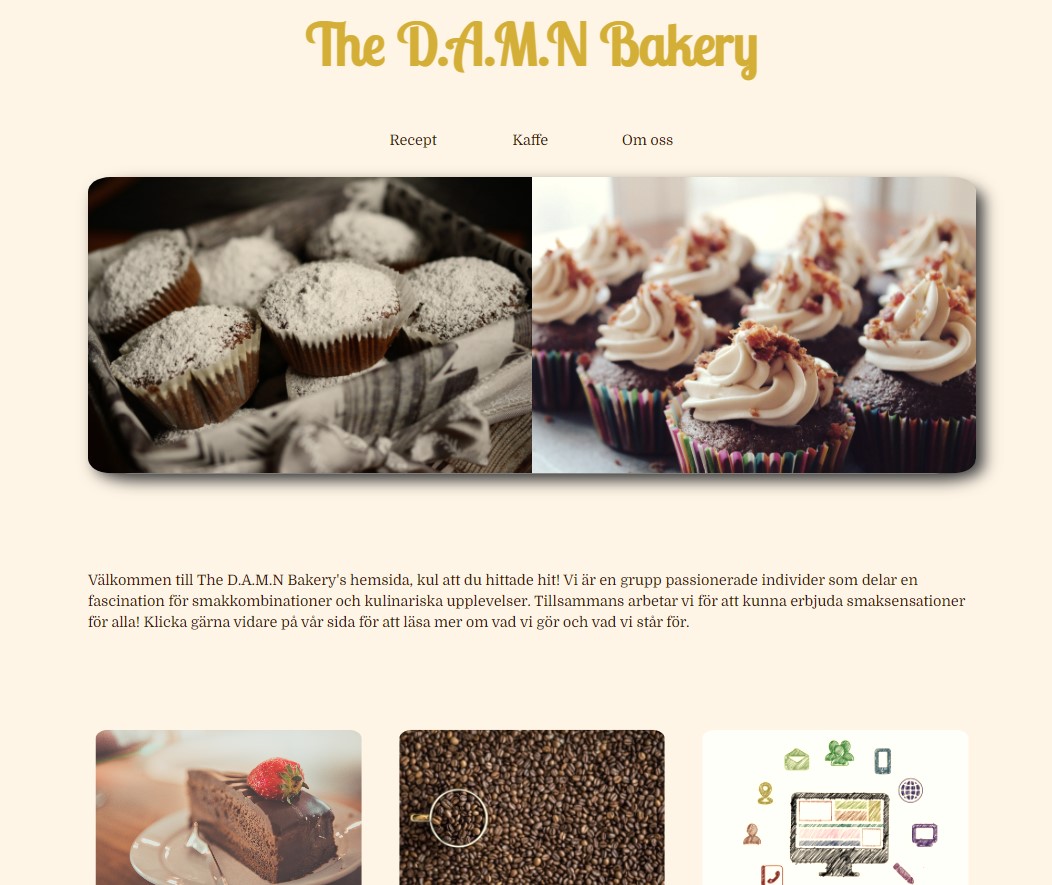 The D.A.M.N Bakery
Recept Kaffe Om oss
Välkommen till The D.A.M.N Bakery's hemsida, kul att du hittade hit! Vi är en grupp passionerade individer som delar en
fascination för smakkombinationer och kulinariska upplevelser. Tillsammans arbetar vi för att kunna erbjuda smaksensationer
för alla! Klicka gärna vidare på vår sida för att läsa mer om vad vi gör och vad vi står för.